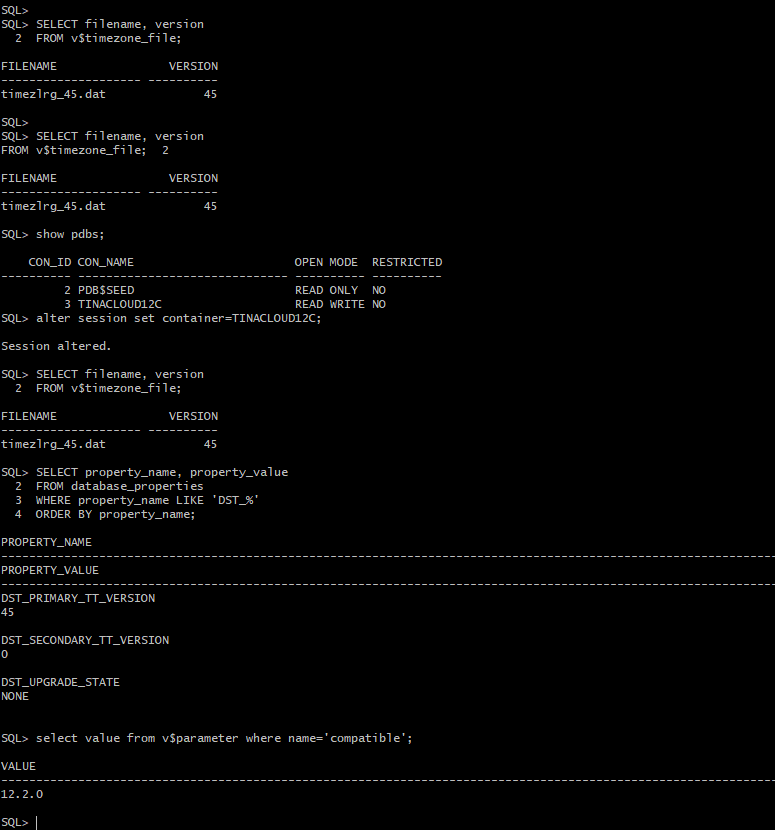 SQL>
SQL> SELECT filename, version
  2  FROM v$timezone_file;
FILENAME                VERSION
-------------------- ----------
timezlrg_45.dat              45
SQL>
SQL> SELECT filename, version
FROM v$timezone_file;  2
FILENAME                VERSION
-------------------- ----------
timezlrg_45.dat              45
SQL> show pdbs;
    CON_ID CON_NAME                       OPEN MODE  RESTRICTED
---------- ------------------------------ ---------- ----------
         2 PDB$SEED                       READ ONLY  NO
         3 TINACLOUD12C                   READ WRITE NO
SQL> alter session set container=TINACLOUD12C;
Session altered.
SQL> SELECT filename, version
  2  FROM v$timezone_file;
FILENAME                VERSION
-------------------- ----------
timezlrg_45.dat              45
SQL> SELECT property_name, property_value
  2  FROM database_properties
  3  WHERE property_name LIKE 'DST_%'
  4  ORDER BY property_name;
PROPERTY_NAME
---------------------------------------------------------------------------------------------------------------
PROPERTY_VALUE
---------------------------------------------------------------------------------------------------------------
DST_PRIMARY_TT_VERSION
45
DST_SECONDARY_TT_VERSION
0
DST_UPGRADE_STATE
NONE
SQL> select value from v$parameter where name='compatible';
VALUE
---------------------------------------------------------------------------------------------------------------
12.2.0
SQL>